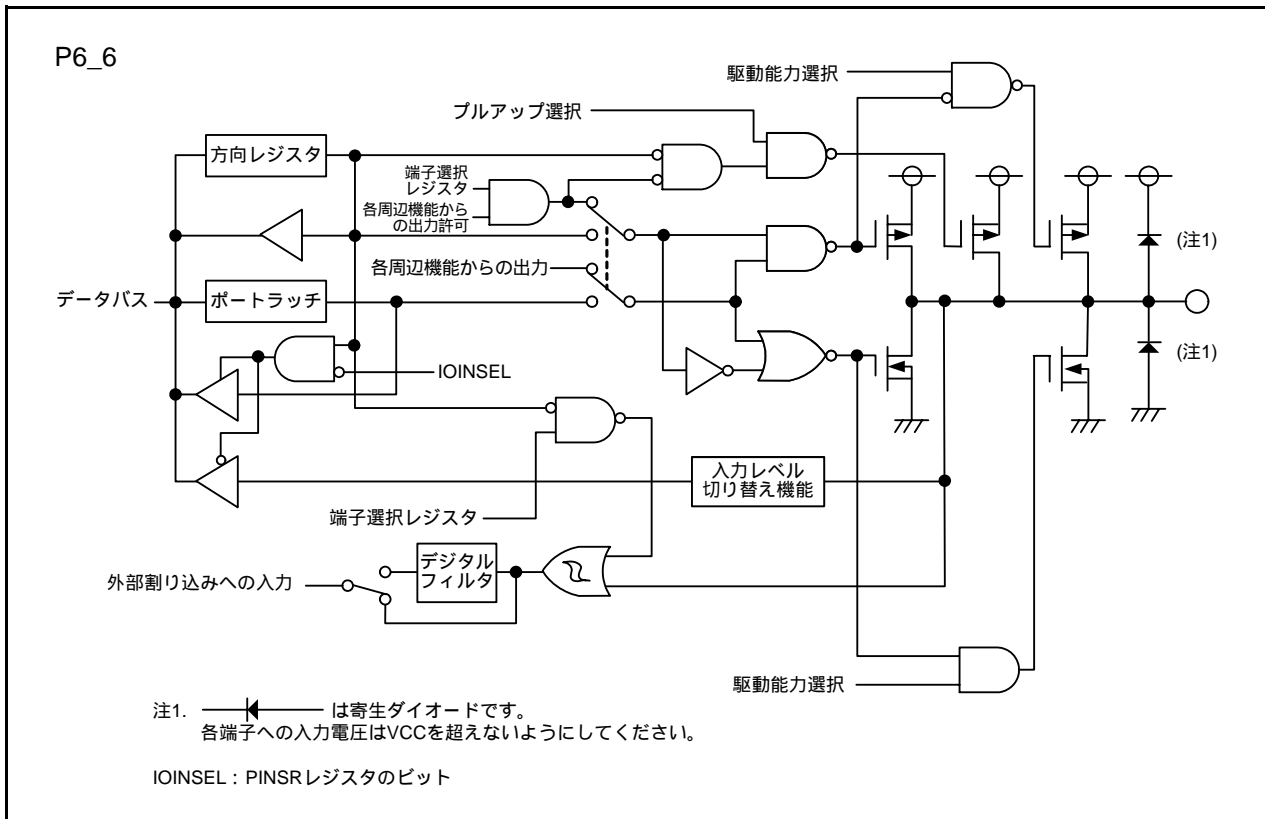 P6_6
駆動能力選択
プルアップ選択
方向レジスタ
端子選択
レジスタ
各周辺機能から
の出力許可
(注1)
各周辺機能からの出力
データバス
ポートラッチ
(注1)
IOINSEL
入力レベル
切り替え機能
端子選択レジスタ
デジタル
フィルタ
外部割り込みへの入力
駆動能力選択
注1. は寄生ダイオードです。
各端子への入力電圧はVCCを超えないようにしてください。
IOINSEL：PINSRレジスタのビット